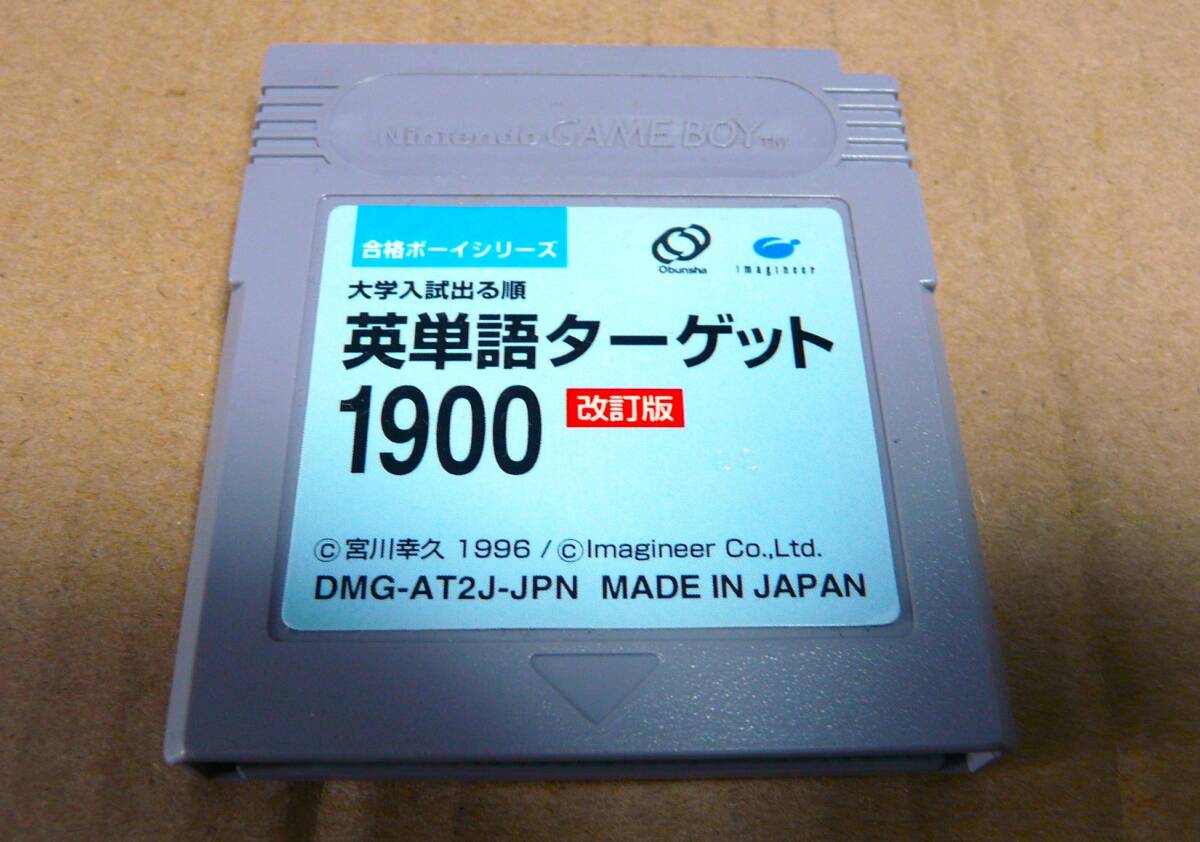 Nintendo GAME BOY TM
合格ボーイシリーズ
Obunsha
imagineer
大学入試出る順
英単語ターゲット
1900
改訂版
©宮川幸久 1996 / ©Imagineer Co.,Ltd.
DMG-AT2J-JPN MADE IN JAPAN